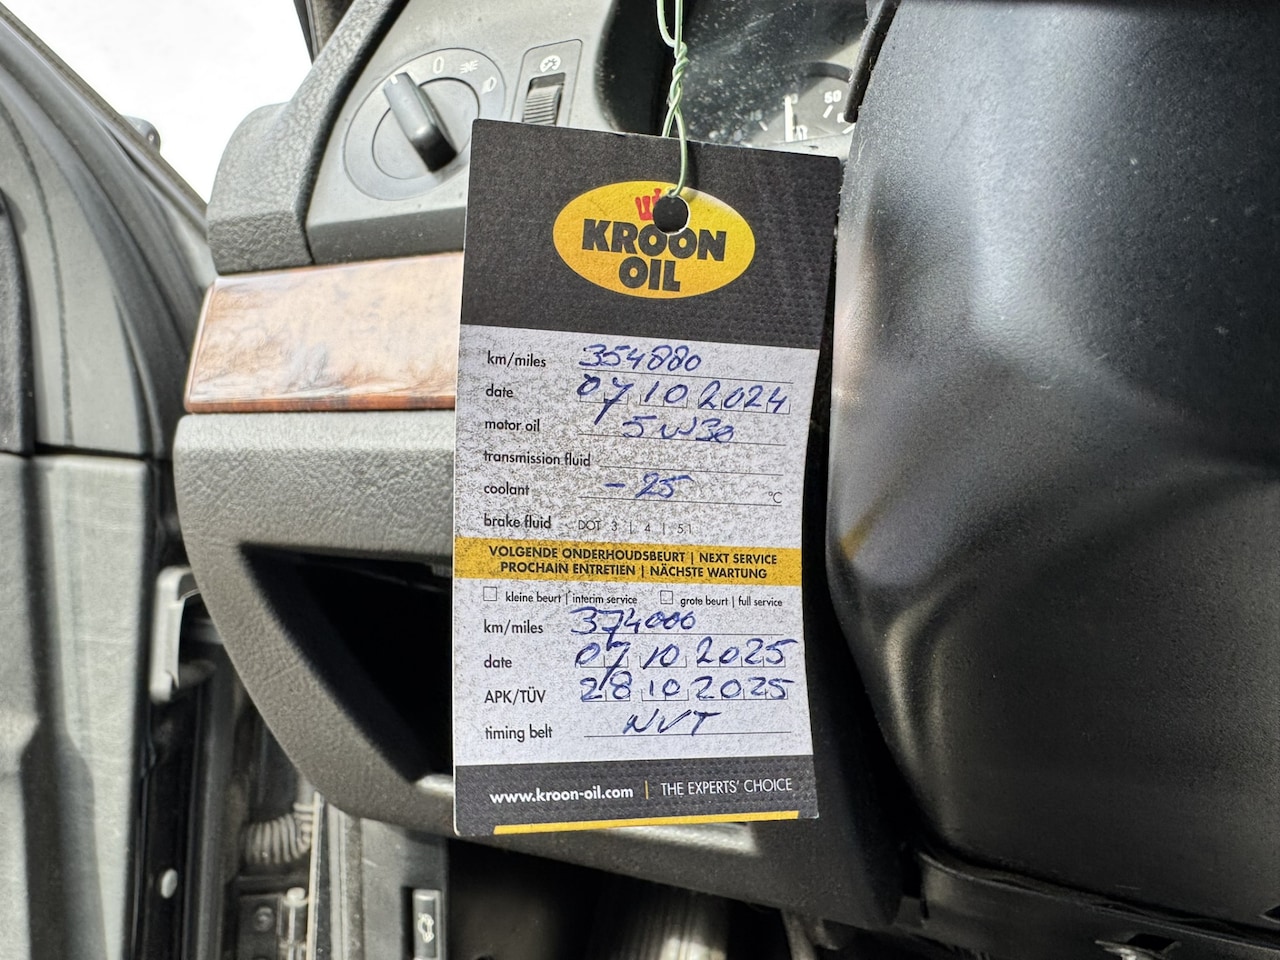 0
50
KROON
OIL
km/miles 354880
date 07 10 2024
motor oil 5W30
transmission fluid
coantant -25 °C
brake fluid DOT 3 | 4 | 5.1
VOLGENDE ONDERHOUDSBEURT | NEXT SERVICE
PROCHAIN ENTRETIEN | NÄCHSTE WARTUNG
kleine beurt | interim service grote beurt | full service
km/miles 374000
date 07 10 2025
APK/TÜV 28 10 2025
timing belt NVT
www.kroon-oil.com | THE EXPERTS' CHOICE